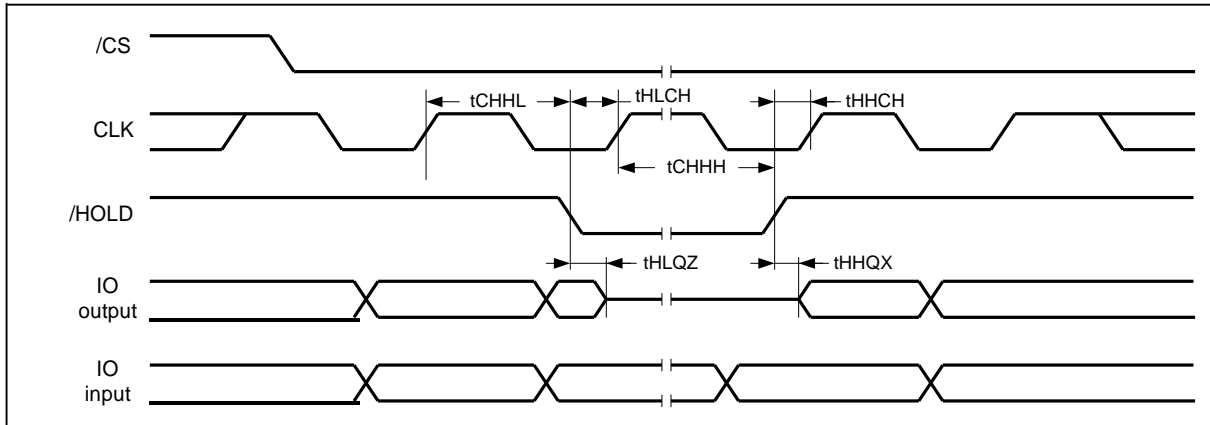 /CS
tCHHL
tHLCH
tHHCH
CLK
tCHHH
/HOLD
tHLQZ
tHHQX
IO
output
IO
input